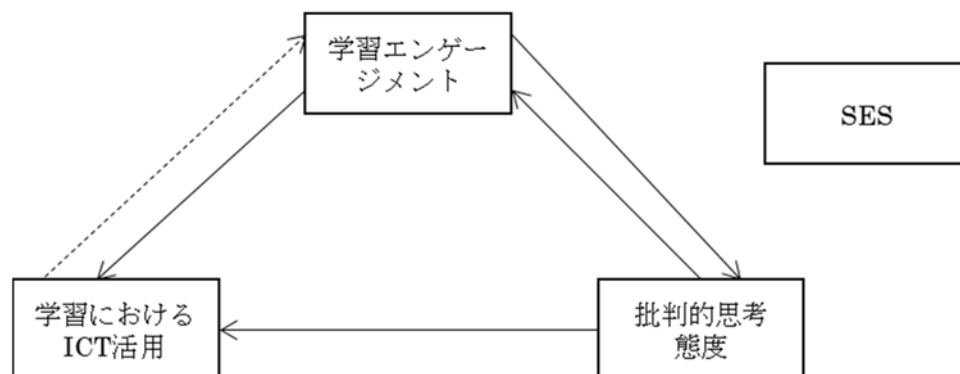 学習エンゲー
ジメント
SES
学習における
ICT活用
批判的思考
態度